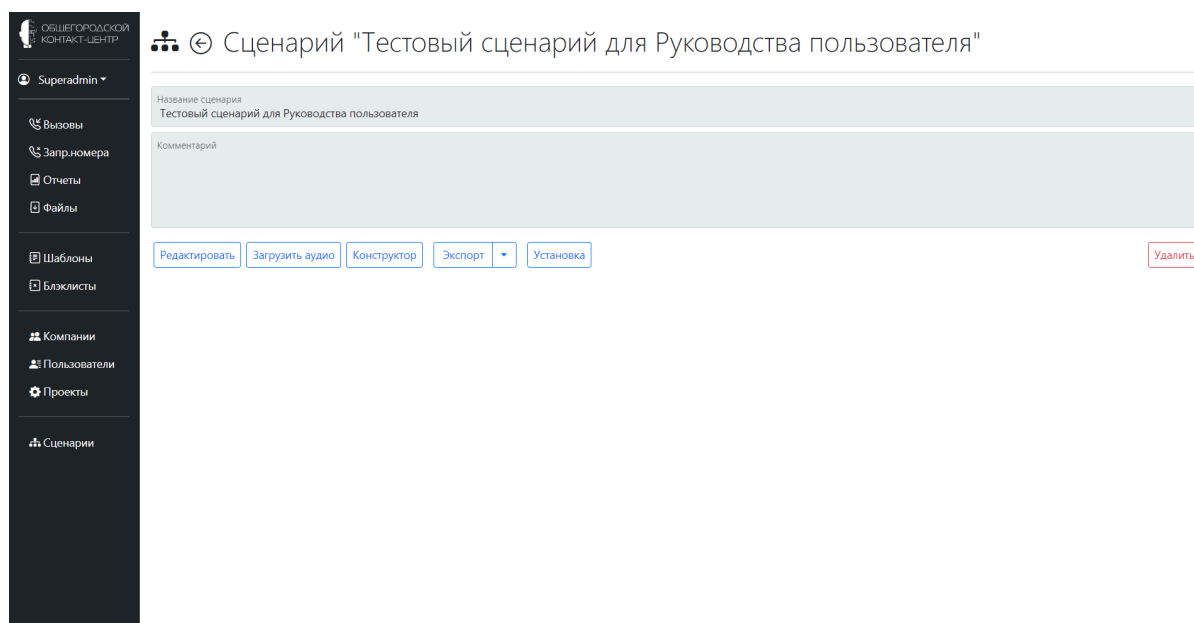 ОБЩЕГОРОДСКОЙ
КОНТАКТ-ЦЕНТР
Superadmin
Вызовы
Запр.номера
Отчеты
Файлы
Шаблоны
Блэклисты
Компании
Пользователи
Проекты
Сценарии
Сценарий "Тестовый сценарий для Руководства пользователя"
Название сценария
Тестовый сценарий для Руководства пользователя
Комментарий
Редактировать Загрузить аудио Конструктор Экспорт Установка Удалить